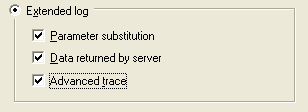 Extended log
Parameter substitution
Data returned by server
Advanced trace